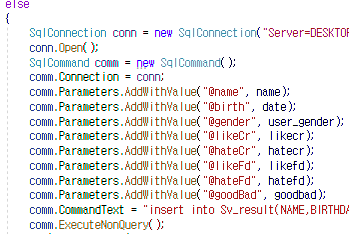 else
{
SqlConnection conn = new SqlConnection("Server=DESKTO
conn.Open();
SqlCommand comm = new SqlCommand();
comm.Connection = conn;
comm.Parameters.AddWithValue("@name", name);
comm.Parameters.AddWithValue("@birth", date);
comm.Parameters.AddWithValue("@gender", user_gender);
comm.Parameters.AddWithValue("@likeCr", likecr);
comm.Parameters.AddWithValue("@hateCr", hatecr);
comm.Parameters.AddWithValue("@likeFd", likefd);
comm.Parameters.AddWithValue("@hateFd", hatefd);
comm.Parameters.AddWithValue("@goodBad", goodbad);
comm.CommandText = "insert into Sv_result(NAME,BIRTHDA
comm.ExecuteNonQuery();